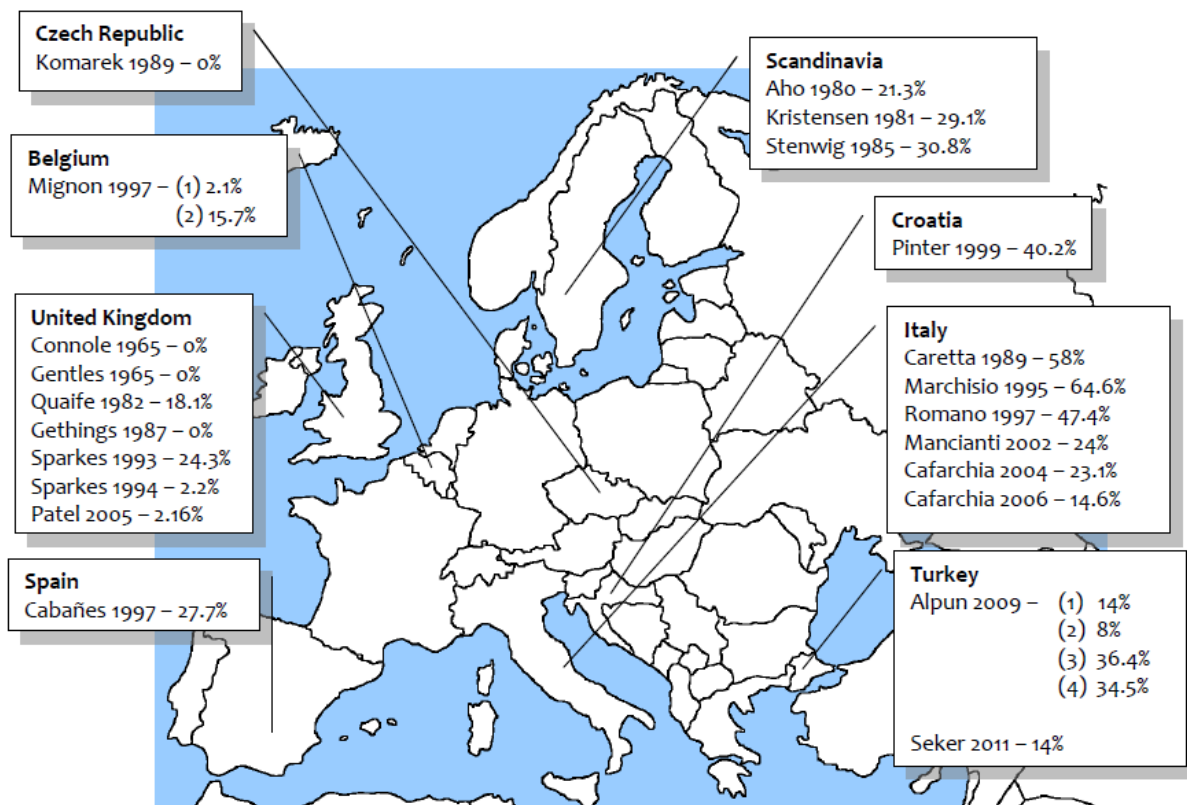 Czech Republic
Komarek 1989 – 0%
Belgium
Mignon 1997 – (1) 2.1%
(2) 15.7%
United Kingdom
Connole 1965 – 0%
Gentles 1965 – 0%
Quaife 1982 – 18.1%
Gethings 1987 – 0%
Sparkes 1993 – 24.3%
Sparkes 1994 – 2.2%
Patel 2005 – 2.16%
Spain
Cabañes 1997 – 27.7%
Scandinavia
Aho 1980 – 21.3%
Kristensen 1981 – 29.1%
Stenwig 1985 – 30.8%
Croatia
Pinter 1999 – 40.2%
Italy
Caretta 1989 – 58%
Marchisio 1995 – 64.6%
Romano 1997 – 47.4%
Mancianti 2002 – 24%
Cafarchia 2004 – 23.1%
Cafarchia 2006 – 14.6%
Turkey
Alpun 2009 – (1) 14%
(2) 8%
(3) 36.4%
(4) 34.5%
Seker 2011 – 14%